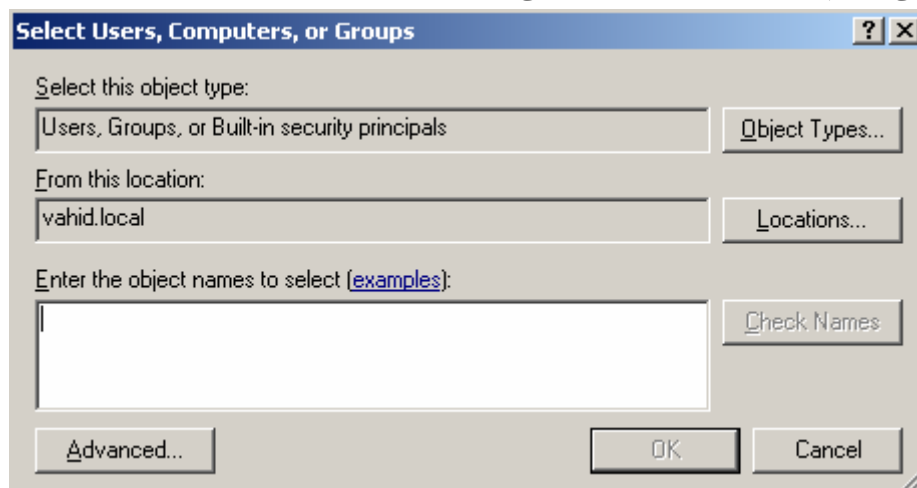 Select Users, Computers, or Groups
Select this object type:
Users, Groups, or Built-in security principals
Object Types...
From this location:
vahid.local
Locations...
Enter the object names to select (examples):
Check Names
Advanced...
OK
Cancel